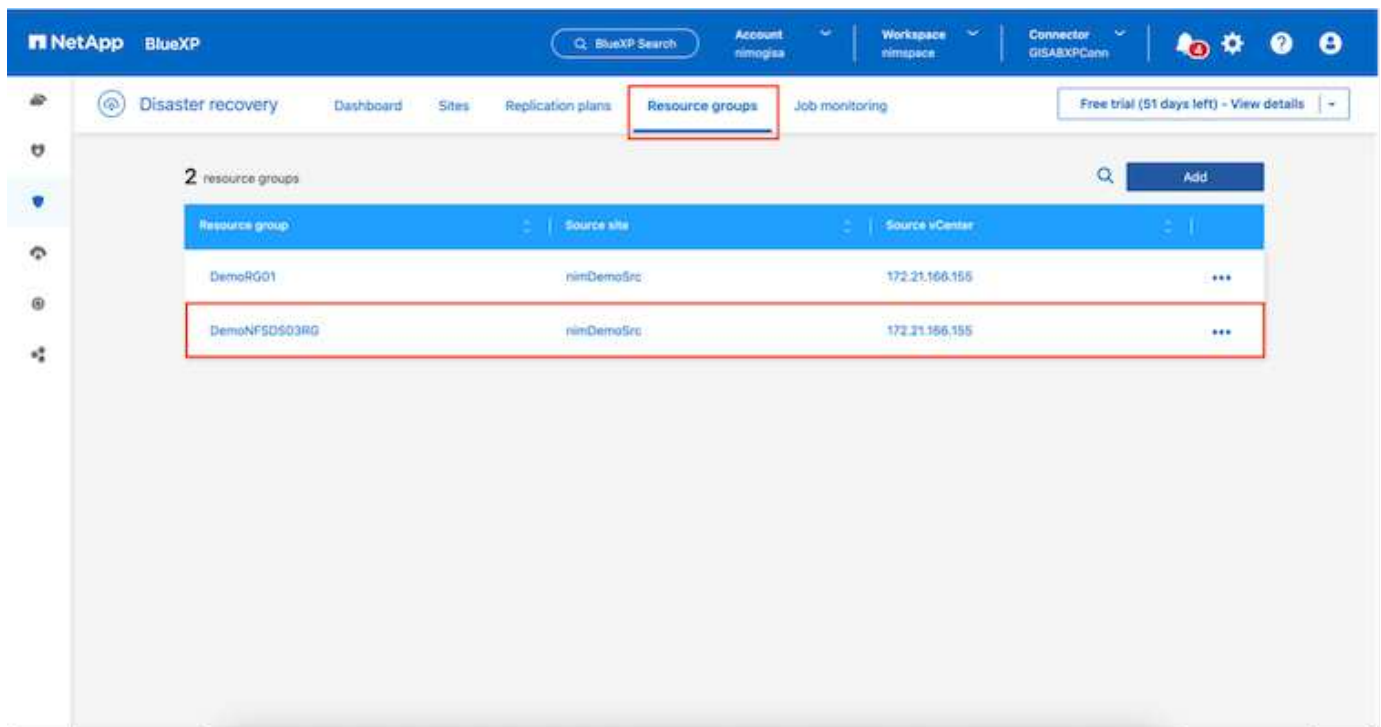 NetApp BlueXP
BlueXP Search
Account
nimogisa
Workspace
nimspace
Connector
GISABXPConn
4
Disaster recovery
Dashboard
Sites
Replication plans
Resource groups
Job monitoring
Free trial (51 days left) - View details
2 resource groups
Add
Resource group
Source site
Source vCenter
DemoRG01
nimDemoSrc
172.21.166.155
DemoNFSDS03RG
nimDemoSrc
172.21.166.155